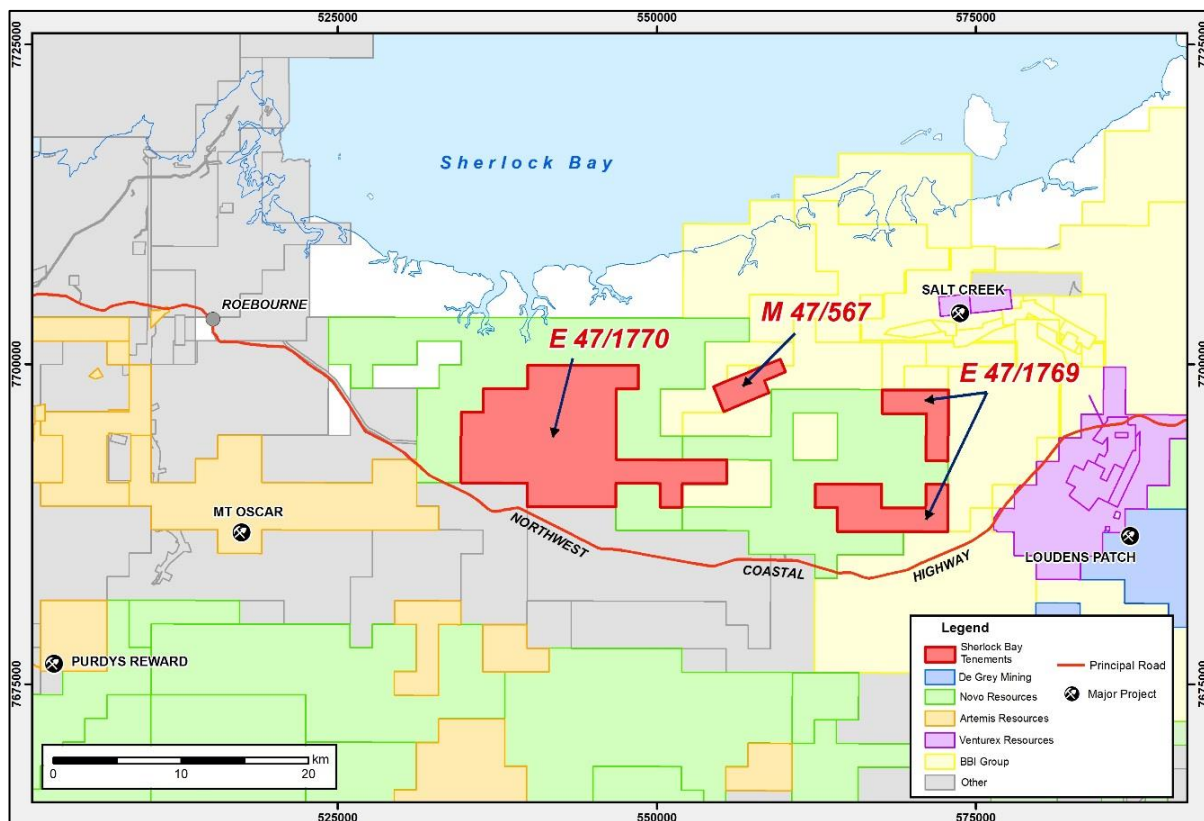 525000
550000
575000
7725000
7725000
Sherlock Bay
ROEBOURNE
SALT CREEK
M 47/567
E 47/1770
7700000
7700000
E 47/1769
MT OSCAR
NORTHWEST
COASTAL
HIGHWAY
LOUDENS PATCH
PURDYS REWARD
7675000
7675000
Legend
Sherlock Bay
Tenements
De Grey Mining
Novo Resources
Artemis Resources
Venturex Resources
BBI Group
Other
Principal Road
Major Project
km
0
10
20
525000
550000
575000